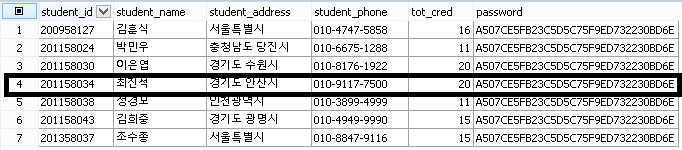 student_id student_name student_address student_phone tot_cred password
1 200958127 김훈식 서울특별시 010-4747-5858 16 A507CE5FB23C5D5C75F9ED732230BD6E
2 201158024 박민우 충청남도 당진시 010-6675-1288 11 A507CE5FB23C5D5C75F9ED732230BD6E
3 201158030 이은엽 경기도 수원시 010-8176-1922 20 A507CE5FB23C5D5C75F9ED732230BD6E
4 201158034 최진석 경기도 안산시 010-9117-7500 20 A507CE5FB23C5D5C75F9ED732230BD6E
5 201158038 정경모 인천광역시 010-3899-4999 11 A507CE5FB23C5D5C75F9ED732230BD6E
6 201158043 김희중 경기도 광명시 010-4949-9990 15 A507CE5FB23C5D5C75F9ED732230BD6E
7 201358037 조수종 서울특별시 010-8847-9116 15 A507CE5FB23C5D5C75F9ED732230BD6E